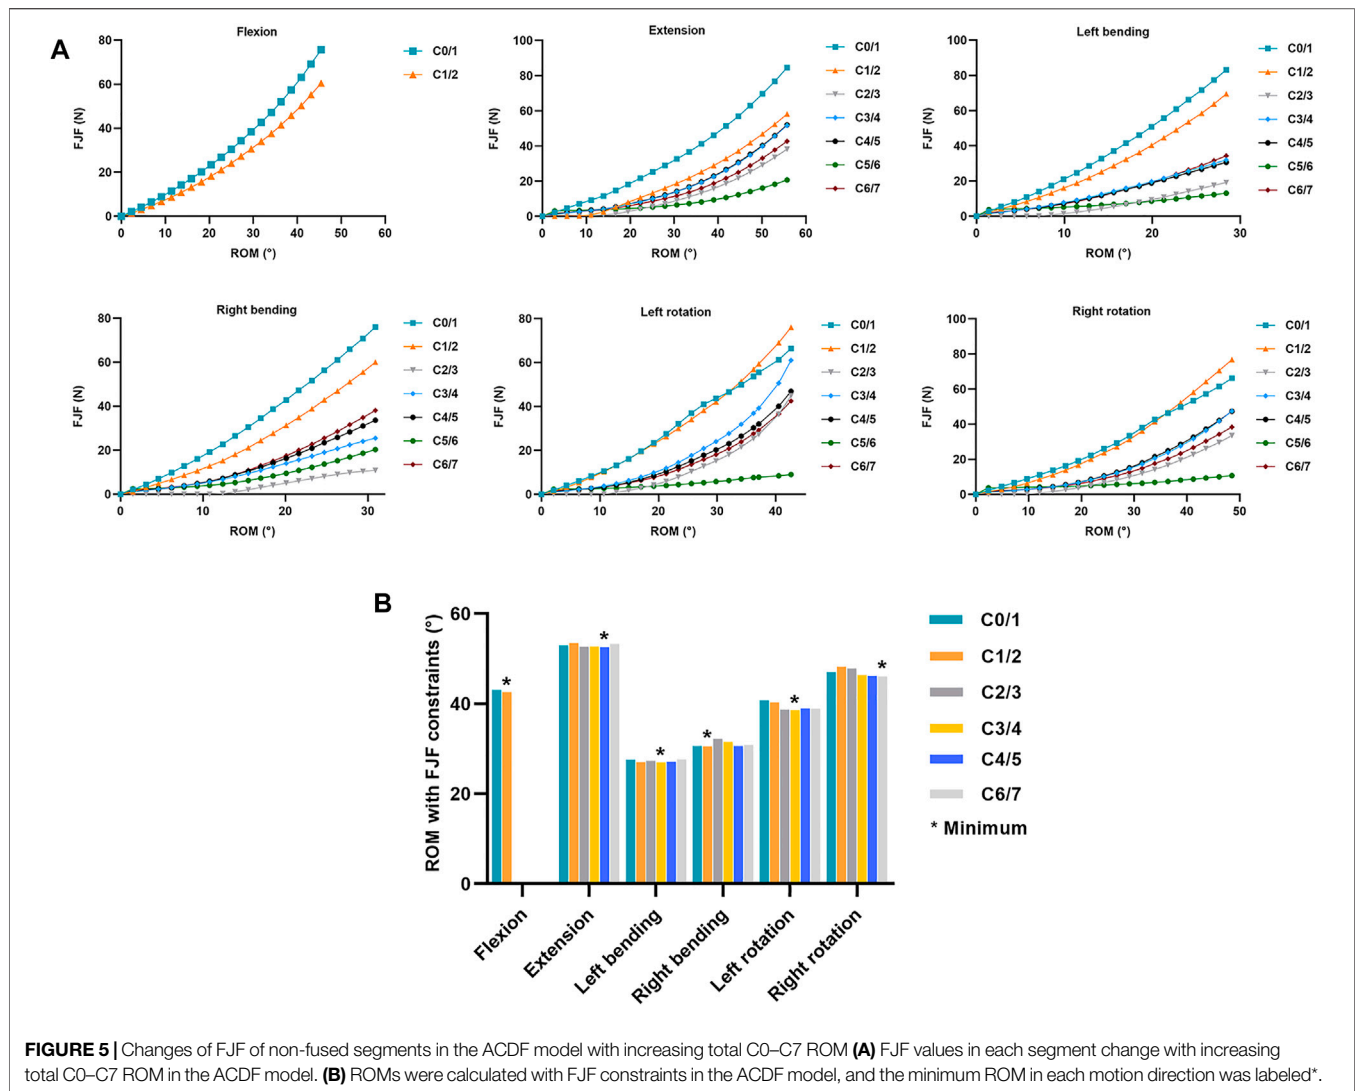 A
Flexion
80
60
40
20
0
FJF (N)
0 10 20 30 40 50 60
ROM (°)
C0/1
C1/2
Extension
100
80
60
40
20
0
FJF (N)
0 10 20 30 40 50 60
ROM (°)
C0/1
C1/2
C2/3
C3/4
C4/5
C5/6
C6/7
Left bending
100
80
60
40
20
0
FJF (N)
0 10 20 30
ROM (°)
C0/1
C1/2
C2/3
C3/4
C4/5
C5/6
C6/7
Right bending
80
60
40
20
0
FJF (N)
0 10 20 30
ROM (°)
C0/1
C1/2
C2/3
C3/4
C4/5
C5/6
C6/7
Left rotation
80
60
40
20
0
FJF (N)
0 10 20 30 40
ROM (°)
C0/1
C1/2
C2/3
C3/4
C4/5
C5/6
C6/7
Right rotation
100
80
60
40
20
0
FJF (N)
0 10 20 30 40 50
ROM (°)
C0/1
C1/2
C2/3
C3/4
C4/5
C5/6
C6/7
B
60
40
20
0
ROM with FJF constraints (°)
* * * * * *
Flexion
Extension
Left bending
Right bending
Left rotation
Right rotation
C0/1
C1/2
C2/3
C3/4
C4/5
C6/7
* Minimum
FIGURE 5 | Changes of FJF of non-fused segments in the ACDF model with increasing total C0–C7 ROM (A) FJF values in each segment change with increasing
total C0–C7 ROM in the ACDF model. (B) ROMs were calculated with FJF constraints in the ACDF model, and the minimum ROM in each motion direction was labeled*.